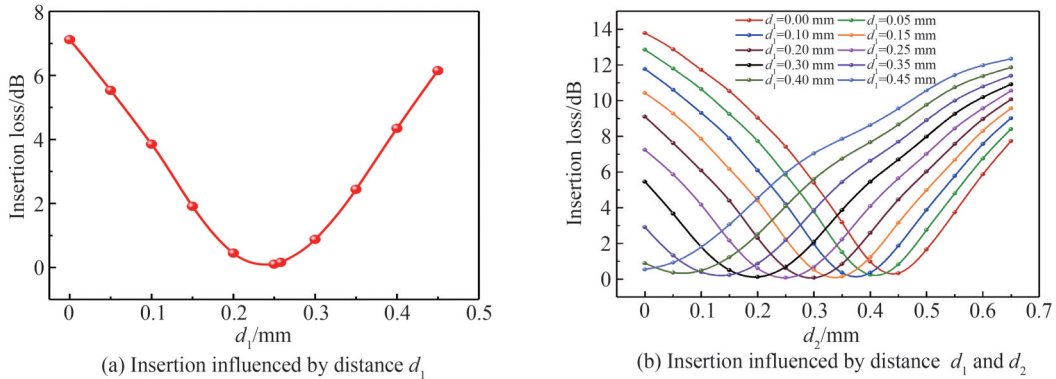 (a)
Insertion loss/dB
8
6
4
2
0
0 0.1 0.2 0.3 0.4 0.5
d₁/mm
(a) Insertion influenced by distance d₁
(b)
Insertion loss/dB
14
12
10
8
6
4
2
0
d₁=0.00 mm d₁=0.05 mm
d₁=0.10 mm d₁=0.15 mm
d₁=0.20 mm d₁=0.25 mm
d₁=0.30 mm d₁=0.35 mm
d₁=0.40 mm d₁=0.45 mm
0 0.1 0.2 0.3 0.4 0.5 0.6 0.7
d₂/mm
(b) Insertion influenced by distance d₁ and d₂